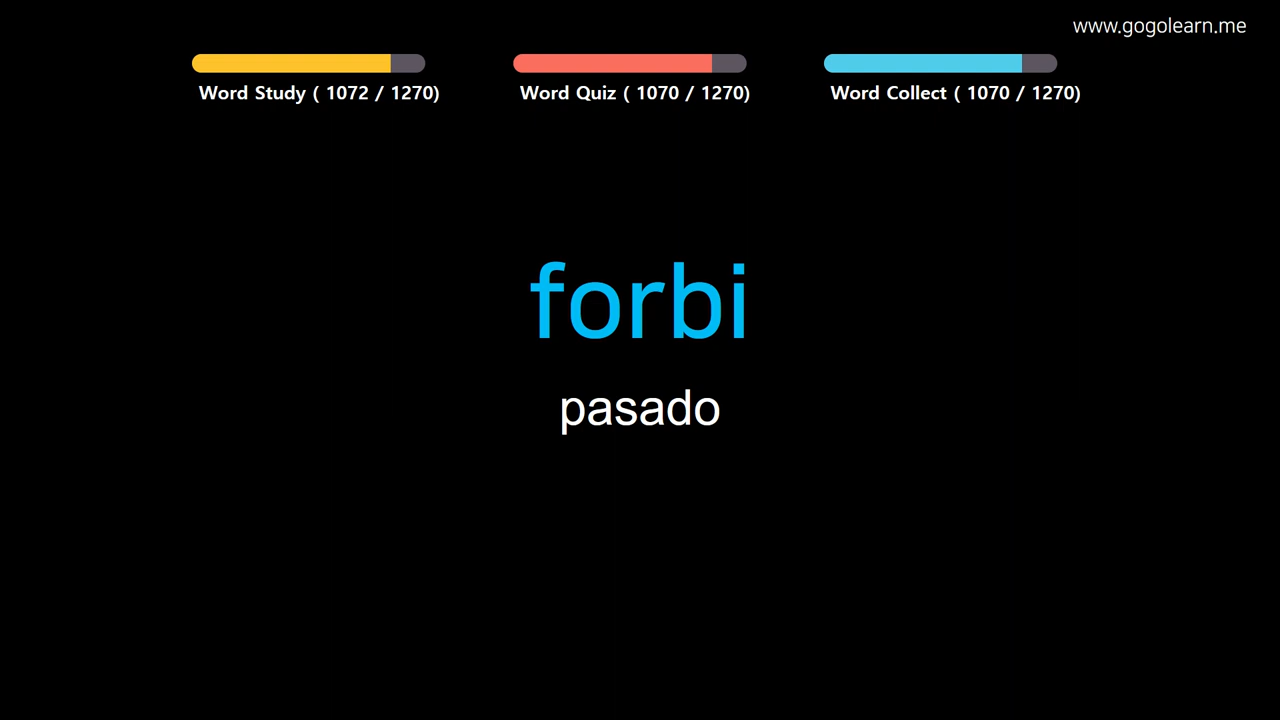 www.gogolearn.me
Word Study ( 1072 / 1270)
Word Quiz ( 1070 / 1270)
Word Collect ( 1070 / 1270)
forbi
pasado